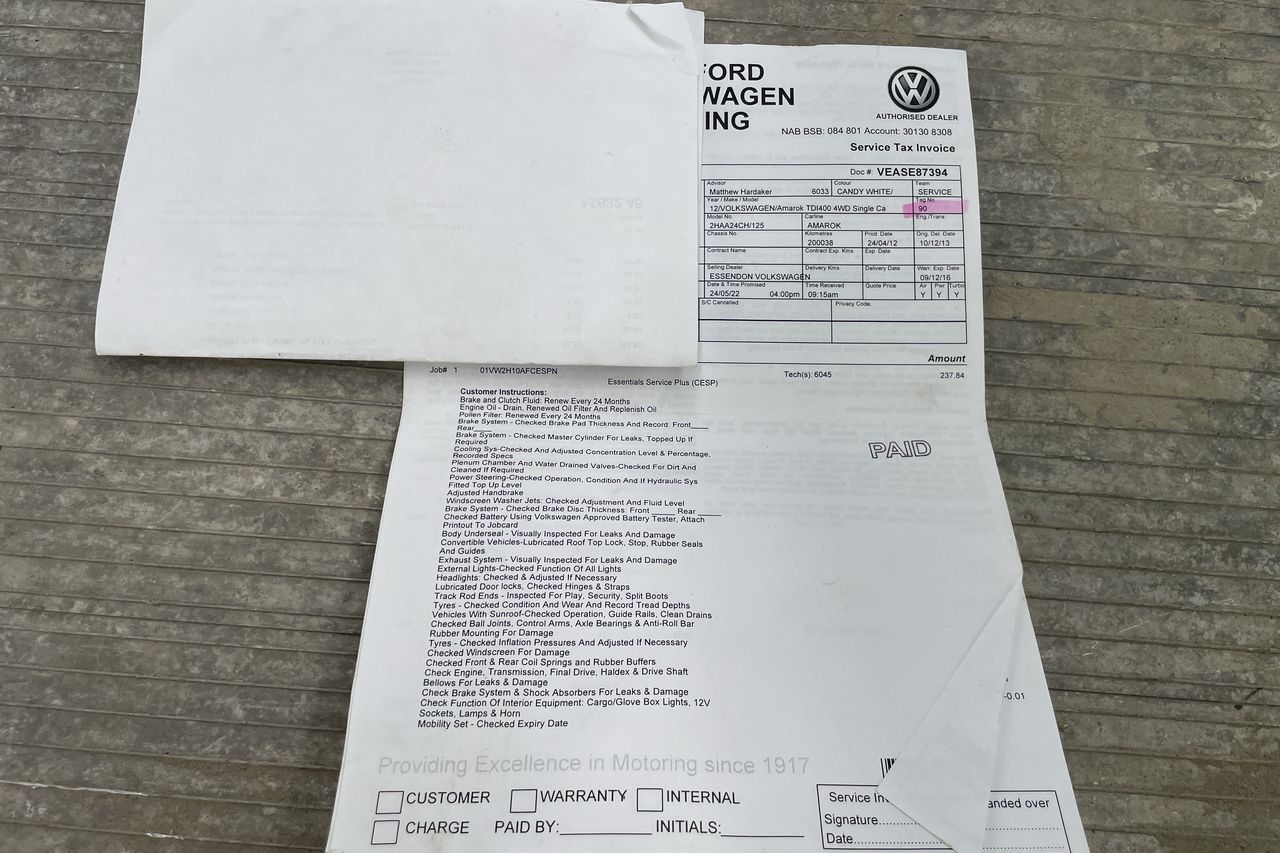 FORD
WAGEN
ING
AUTHORISED DEALER
NAB BSB: 084 801 Account: 30130 8308
Service Tax Invoice
Doc #: VEASE87394
Advisor Colour Team
Matthew Hardaker 6033 CANDY WHITE/ SERVICE
Year / Make / Model Tag No.
12/VOLKSWAGEN/Amarok TDI400 4WD Single Ca 90
Model No. Carline Eng./Trans.
2HAA24CH/125 AMAROK
Chassis No. Kilometres Prod. Date Orig. Del. Date
200038 24/04/12 10/12/13
Contract Name Contract Exp. Kms Exp. Date
Selling Dealer Delivery Kms Delivery Date Warr. Exp. Date
ESSENDON VOLKSWAGEN 09/12/16
Date & Time Promised Time Received Quote Price Air Pwr Turbo
24/05/22 04:00pm 09:15am Y Y Y
S/C Cancelled Privacy Code:
Amount
Job# 1 01VW2H10AFCESPN Tech(s): 6045 237.84
Essentials Service Plus (CESP)
Customer Instructions:
Brake and Clutch Fluid: Renew Every 24 Months
Engine Oil - Drain, Renewed Oil Filter And Replenish Oil
Pollen Filter: Renewed Every 24 Months
Brake System - Checked Brake Pad Thickness And Record: Front____
Rear____
Brake System - Checked Master Cylinder For Leaks, Topped Up If
Required
Cooling Sys-Checked And Adjusted Concentration Level & Percentage,
Recorded Specs
Plenum Chamber And Water Drained Valves-Checked For Dirt And
Cleaned If Required
Power Steering-Checked Operation, Condition And If Hydraulic Sys
Fitted Top Up Level
Adjusted Handbrake
Windscreen Washer Jets: Checked Adjustment And Fluid Level
Brake System - Checked Brake Disc Thickness: Front _____ Rear _____
Checked Battery Using Volkswagen Approved Battery Tester, Attach
Printout To Jobcard
Body Underseal - Visually Inspected For Leaks And Damage
Convertible Vehicles-Lubricated Roof Top Lock, Stop, Rubber Seals
And Guides
Exhaust System - Visually Inspected For Leaks And Damage
External Lights-Checked Function Of All Lights
Headlights: Checked & Adjusted If Necessary
Lubricated Door locks, Checked Hinges & Straps
Track Rod Ends - Inspected For Play, Security, Split Boots
Tyres - Checked Condition And Wear And Record Tread Depths
Vehicles With Sunroof-Checked Operation, Guide Rails, Clean Drains
Checked Ball Joints, Control Arms, Axle Bearings & Anti-Roll Bar
Rubber Mounting For Damage
Tyres - Checked Inflation Pressures And Adjusted If Necessary
Checked Windscreen For Damage
Checked Front & Rear Coil Springs and Rubber Buffers
Check Engine, Transmission, Final Drive, Haldex & Drive Shaft
Bellows For Leaks & Damage
Check Brake System & Shock Absorbers For Leaks & Damage
Check Function Of Interior Equipment: Cargo/Glove Box Lights, 12V
Sockets, Lamps & Horn
Mobility Set - Checked Expiry Date
PAID
-0.01
Providing Excellence in Motoring since 1917
CUSTOMER WARRANTY INTERNAL
CHARGE PAID BY:__________ INITIALS:__________
Service Inv anded over
Signature
Date